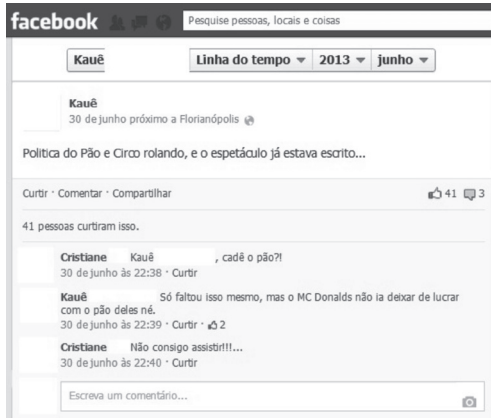 facebook Pesquise pessoas, locais e coisas
Kauê Linha do tempo 2013 junho
Kauê
30 de junho próximo a Florianópolis
Politica do Pão e Circo rolando, e o espetáculo já estava escrito...
Curtir · Comentar · Compartilhar 41 3
41 pessoas curtiram isso.
Cristiane Kauê , cadê o pão?!
30 de junho às 22:38 · Curtir
Kauê Só faltou isso mesmo, mas o MC Donalds não ia deixar de lucrar
com o pão deles né.
30 de junho às 22:39 · Curtir · 2
Cristiane Não consigo assistir!!!...
30 de junho às 22:40 · Curtir
Escreva um comentário...